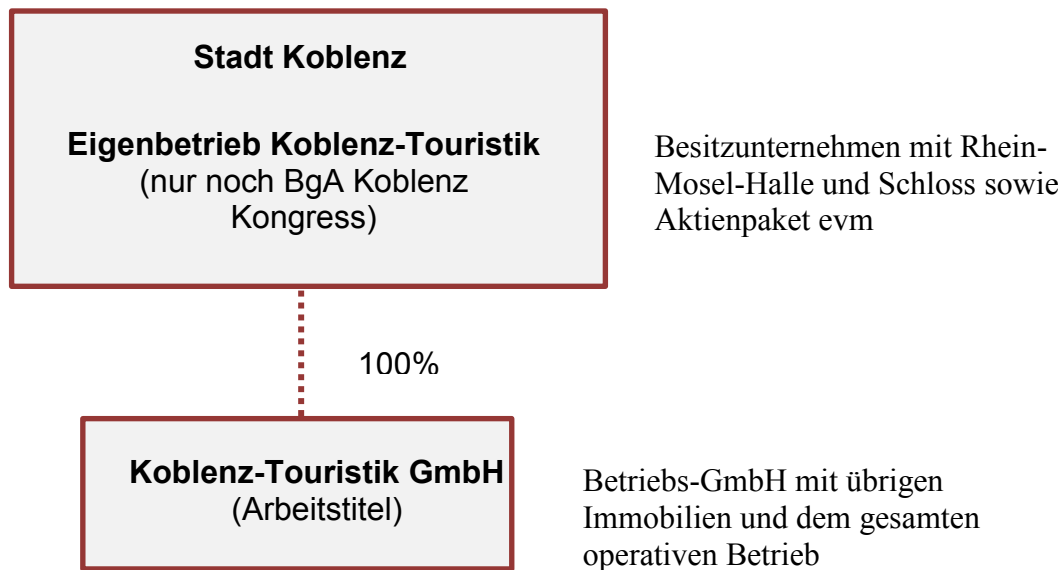 Stadt Koblenz
Eigenbetrieb Koblenz-Touristik
(nur noch BgA Koblenz
Kongress)
Besitzunternehmen mit Rhein-
Mosel-Halle und Schloss sowie
Aktienpaket evm
100%
Koblenz-Touristik GmbH
(Arbeitstitel)
Betriebs-GmbH mit übrigen
Immobilien und dem gesamten
operativen Betrieb